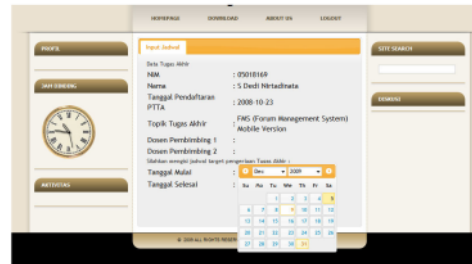 HOMEPAGE DOWNLOAD ABOUT US LOGOUT
PROFIL
JAM DINDING
AKTIVITAS
Input Jadwal
Data Tugas Akhir
NIM : 05018169
Nama : S Dedi Nirtadinata
Tanggal Pendaftaran PTTA : 2008-10-23
Topik Tugas Akhir : FMS (Forum Management System) Mobile Version
Dosen Pembimbing 1 :
Dosen Pembimbing 2 :
Silahkan mengisi jadwal target pengerjaan Tugas Akhir :
Tanggal Mulai :
Tanggal Selesai :
Dec 2009
Su Mo Tu We Th Fr Sa
1 2 3 4 5
6 7 8 9 10 11 12
13 14 15 16 17 18 19
20 21 22 23 24 25 26
27 28 29 30 31
SITE SEARCH
DISKUSI
© 2009 ALL RIGHTS